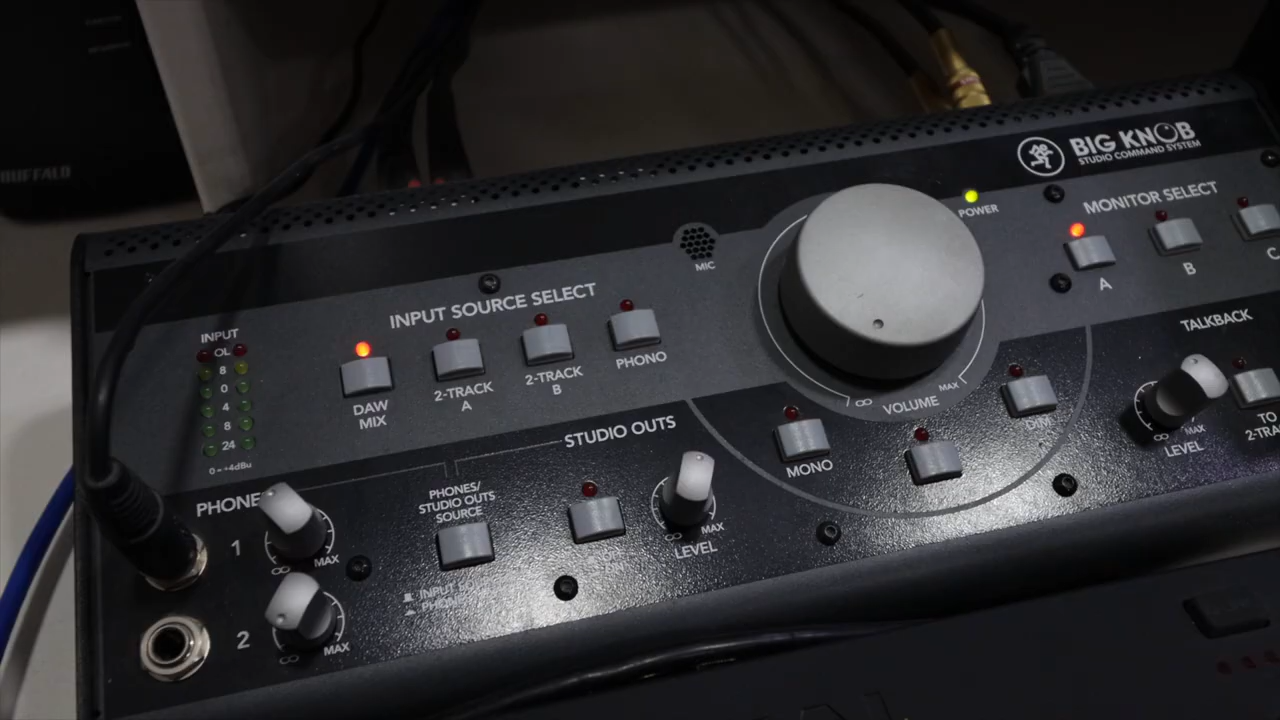 BUFFALO
BIG KNOB
STUDIO COMMAND SYSTEM
POWER
MONITOR SELECT
A
B
C
MIC
INPUT SOURCE SELECT
DAW
MIX
2-TRACK
A
2-TRACK
B
PHONO
INPUT
OL
8
0
4
8
24
0=+4dBu
VOLUME
∞
MAX
MONO
DIM
TALKBACK
∞
MAX
LEVEL
TO
STUDIO OUTS
PHONES/
STUDIO OUTS
SOURCE
∞
MAX
LEVEL
PHONE
1
∞
MAX
2
∞
MAX